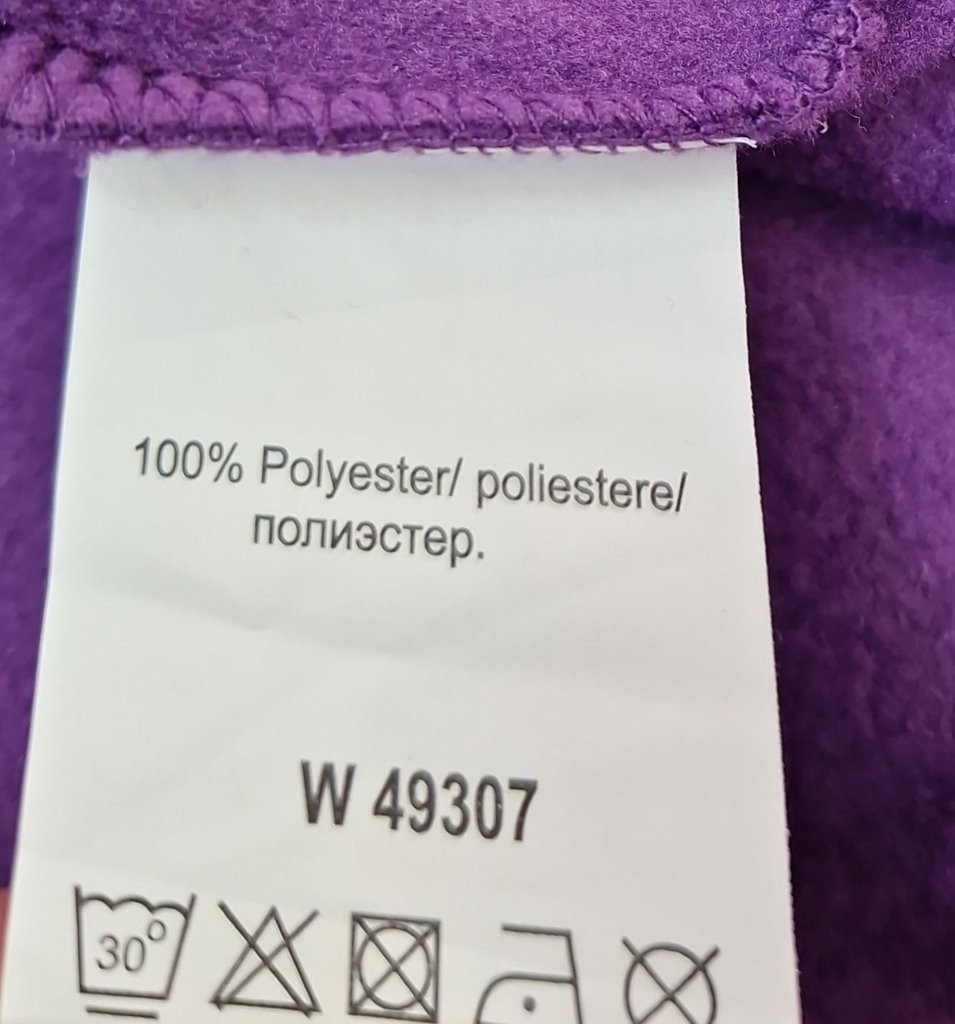 100% Polyester/ poliestere/
полиэстер.
W 49307
30°